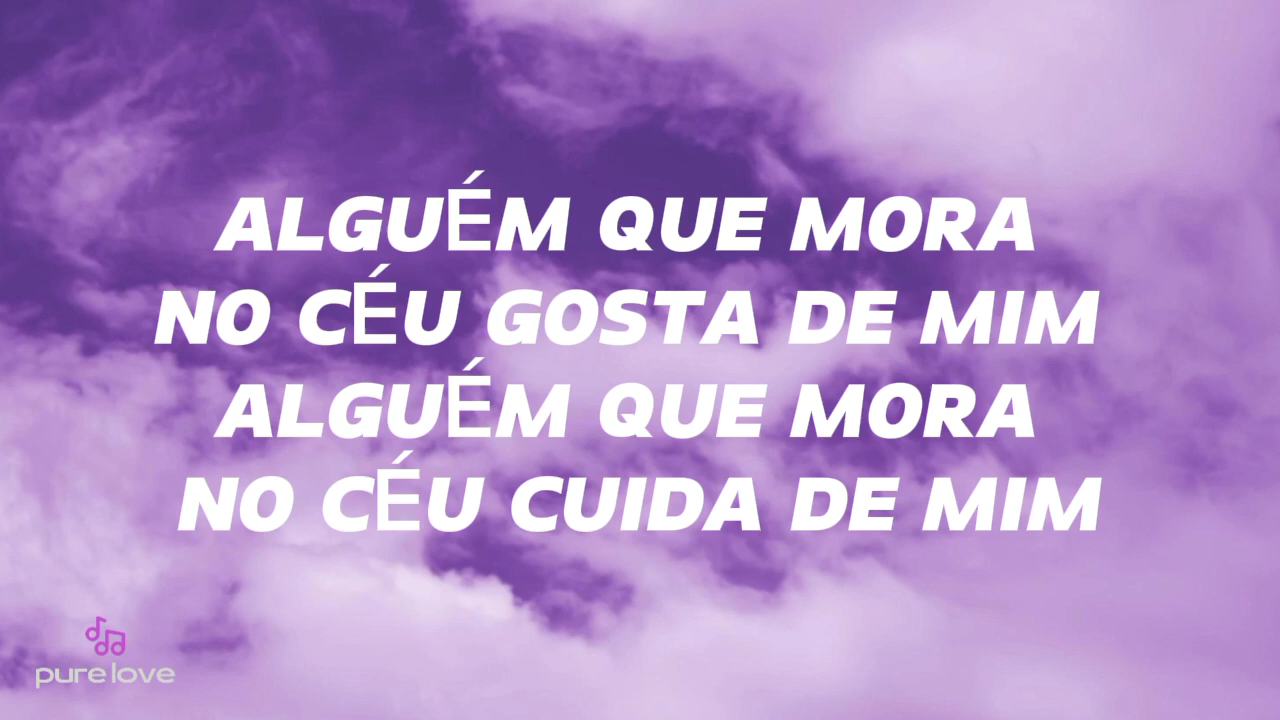 ALGUÉM QUE MORA
NO CÉU GOSTA DE MIM
ALGUÉM QUE MORA
NO CÉU CUIDA DE MIM
pure love